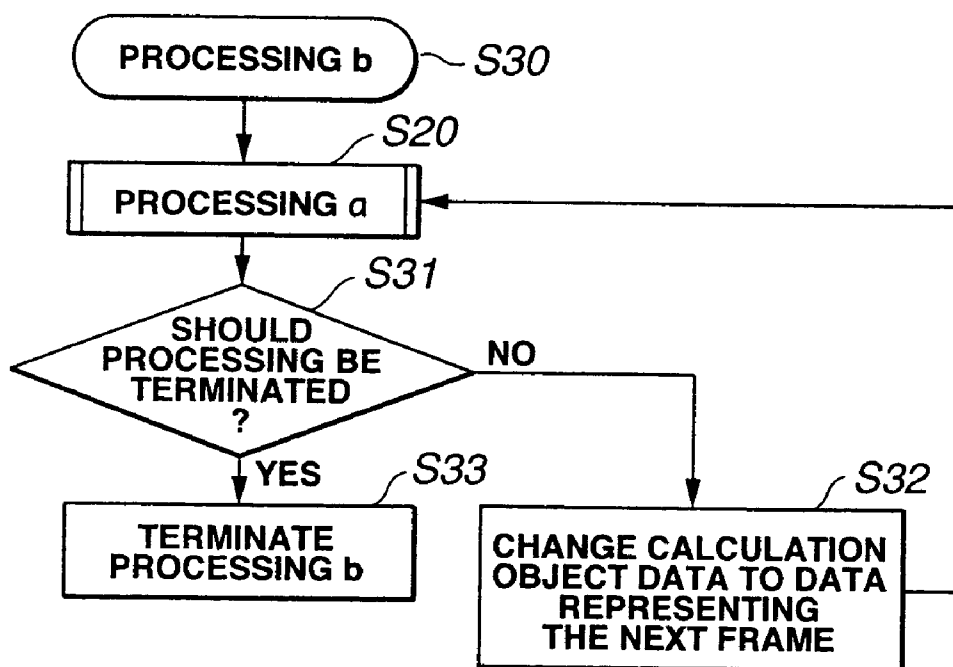 PROCESSING b
S30
S20
PROCESSING a
S31
SHOULD
PROCESSING BE
TERMINATED
?
NO
YES
S33
TERMINATE
PROCESSING b
S32
CHANGE CALCULATION
OBJECT DATA TO DATA
REPRESENTING
THE NEXT FRAME